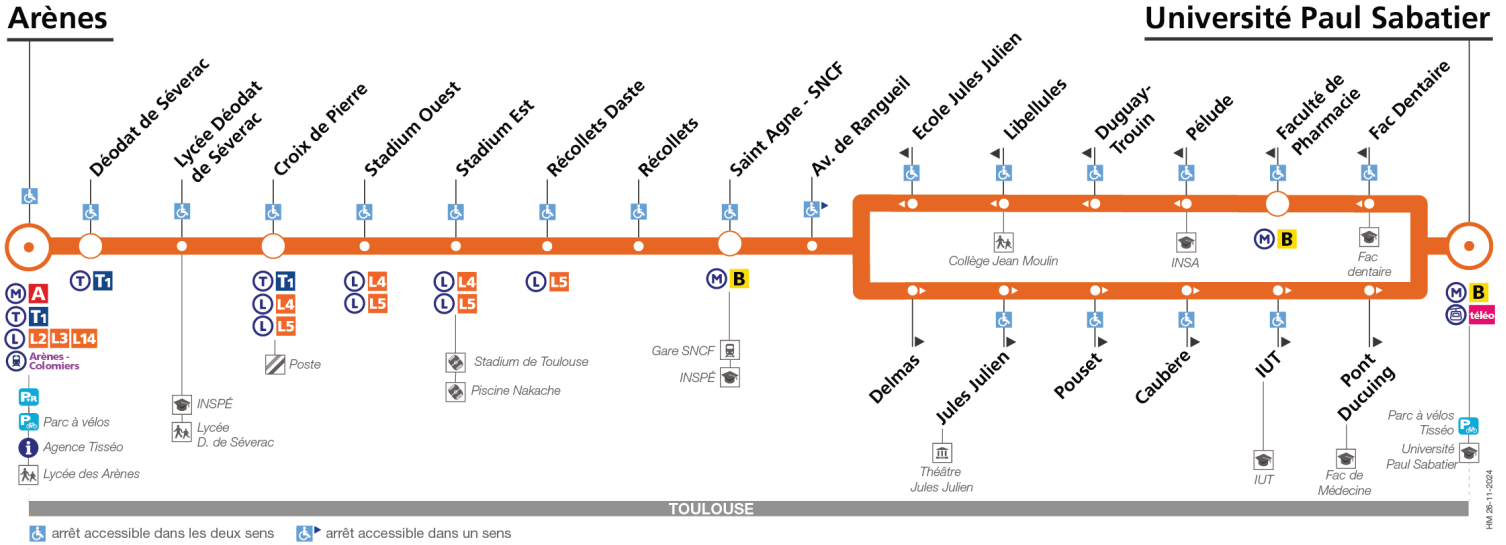 Arènes
Université Paul Sabatier
Déodat de Séverac
Lycée Déodat
de Séverac
Croix de Pierre
Stadium Ouest
Stadium Est
Récollets Daste
Récollets
Saint Agne - SNCF
Av. de Rangueil
Ecole Jules Julien
Libellules
Duguay-
Trouin
Pélude
Faculté de
Pharmacie
Fac Dentaire
M A
T T1
L L2 L3 L14
Arènes -
Colomiers
P R
P
Parc à vélos
i
Agence Tisséo
Lycée des Arènes
T T1
INSPÉ
Lycée
D. de Séverac
T T1
L L4
L L5
Poste
L L4
L L5
L L4
L L5
Stadium de Toulouse
Piscine Nakache
L L5
M B
Gare SNCF
INSPÉ
Collège Jean Moulin
INSA
M B
Fac
dentaire
Delmas
Jules Julien
Pouset
Caubère
IUT
Pont
Ducuing
Théâtre
Jules Julien
IUT
Fac de
Médecine
M B
téléo
Parc à vélos
Tisséo
P
Université
Paul Sabatier
HM 26-11-2024
TOULOUSE
arrêt accessible dans les deux sens
arrêt accessible dans un sens